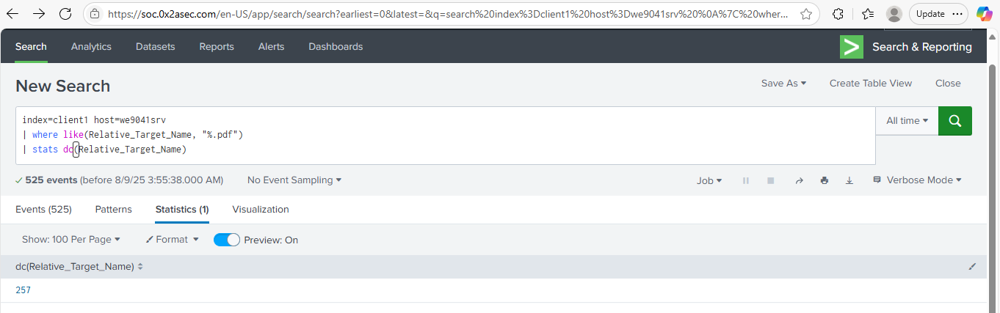 https://soc.0x2asec.com/en-US/app/search/search?earliest=0&latest=&q=search%20index%3Dclient1%20host%3Dwe9041srv%20%0A%7C%20wher...
Update
Search Analytics Datasets Reports Alerts Dashboards
Search & Reporting
New Search
Save As Create Table View Close
index=client1 host=we9041srv
| where like(Relative_Target_Name, "%.pdf")
| stats dc(Relative_Target_Name)
All time
525 events (before 8/9/25 3:55:38.000 AM) No Event Sampling
Job
Verbose Mode
Events (525) Patterns Statistics (1) Visualization
Show: 100 Per Page Format Preview: On
dc(Relative_Target_Name)
257